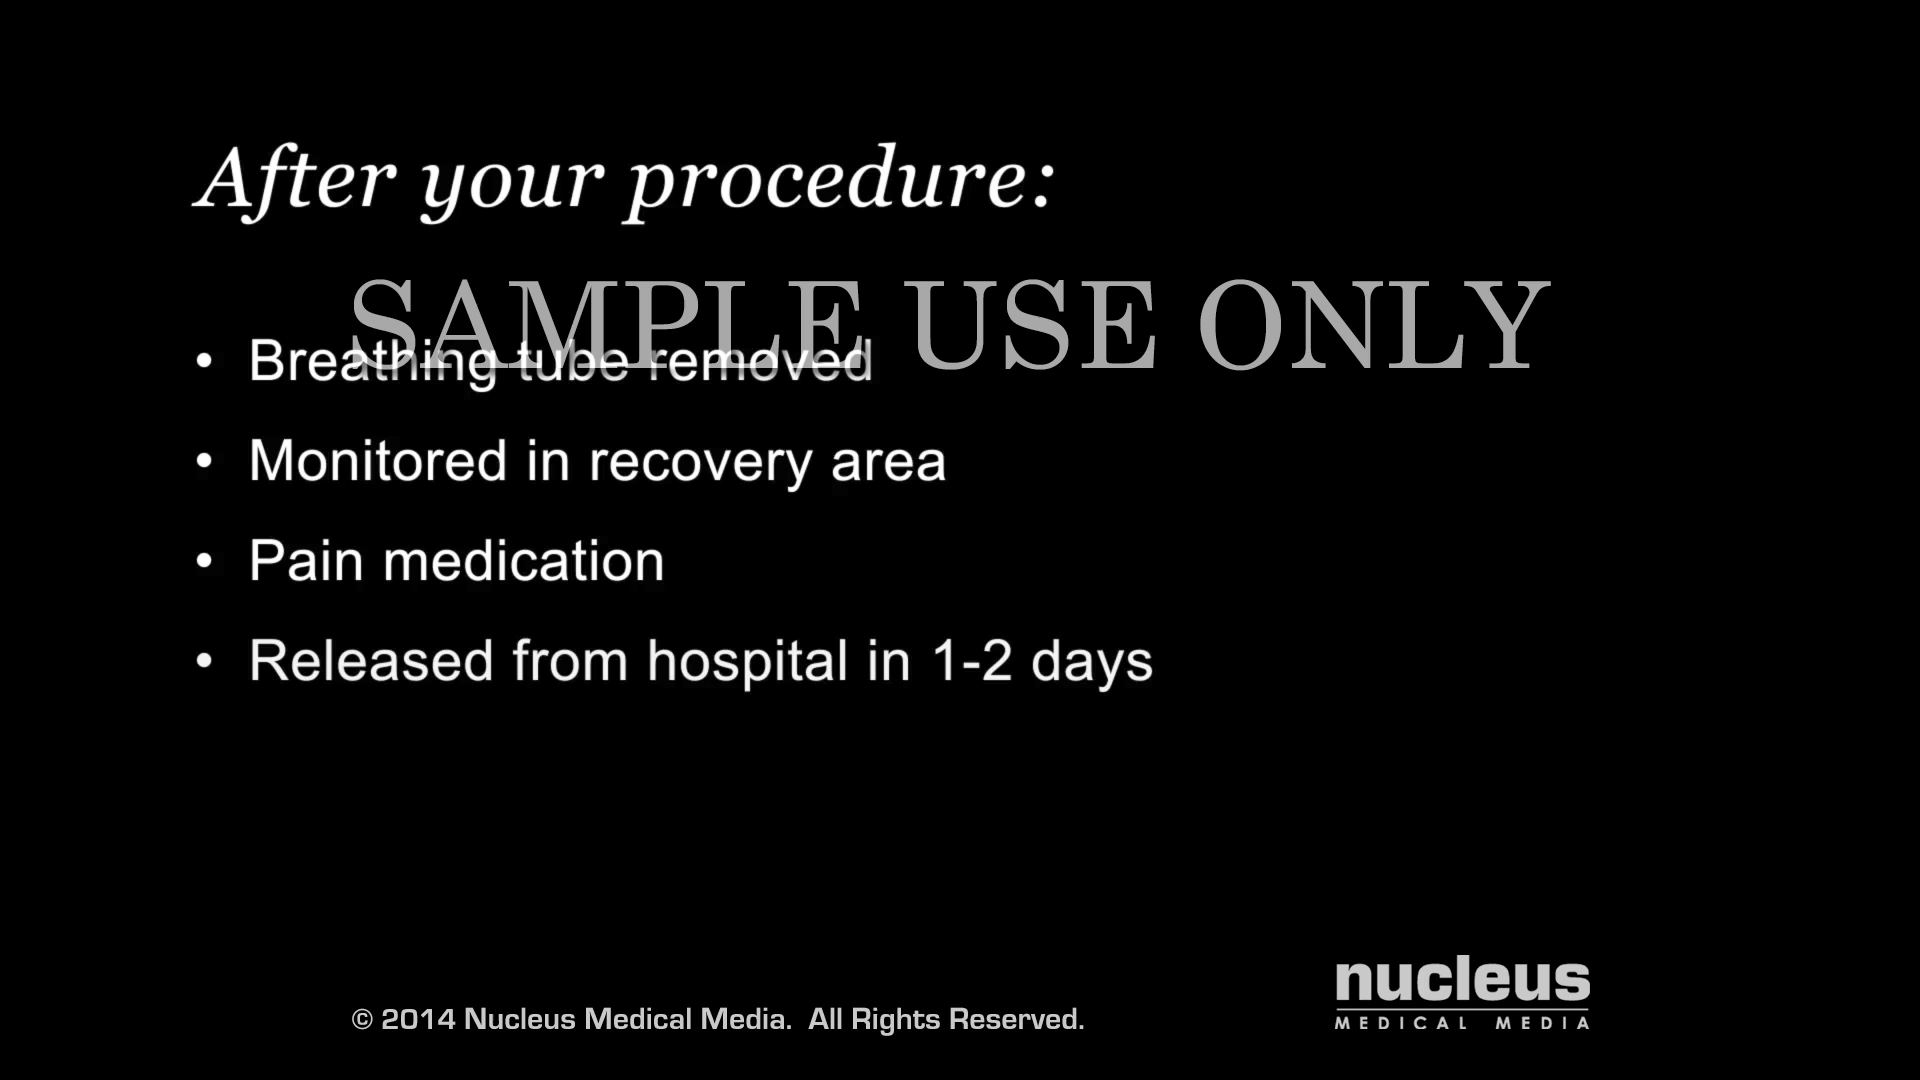 After your procedure:
SAMPLE USE ONLY
• Breathing tube removed
• Monitored in recovery area
• Pain medication
• Released from hospital in 1-2 days
nucleus
MEDICAL MEDIA
© 2014 Nucleus Medical Media. All Rights Reserved.